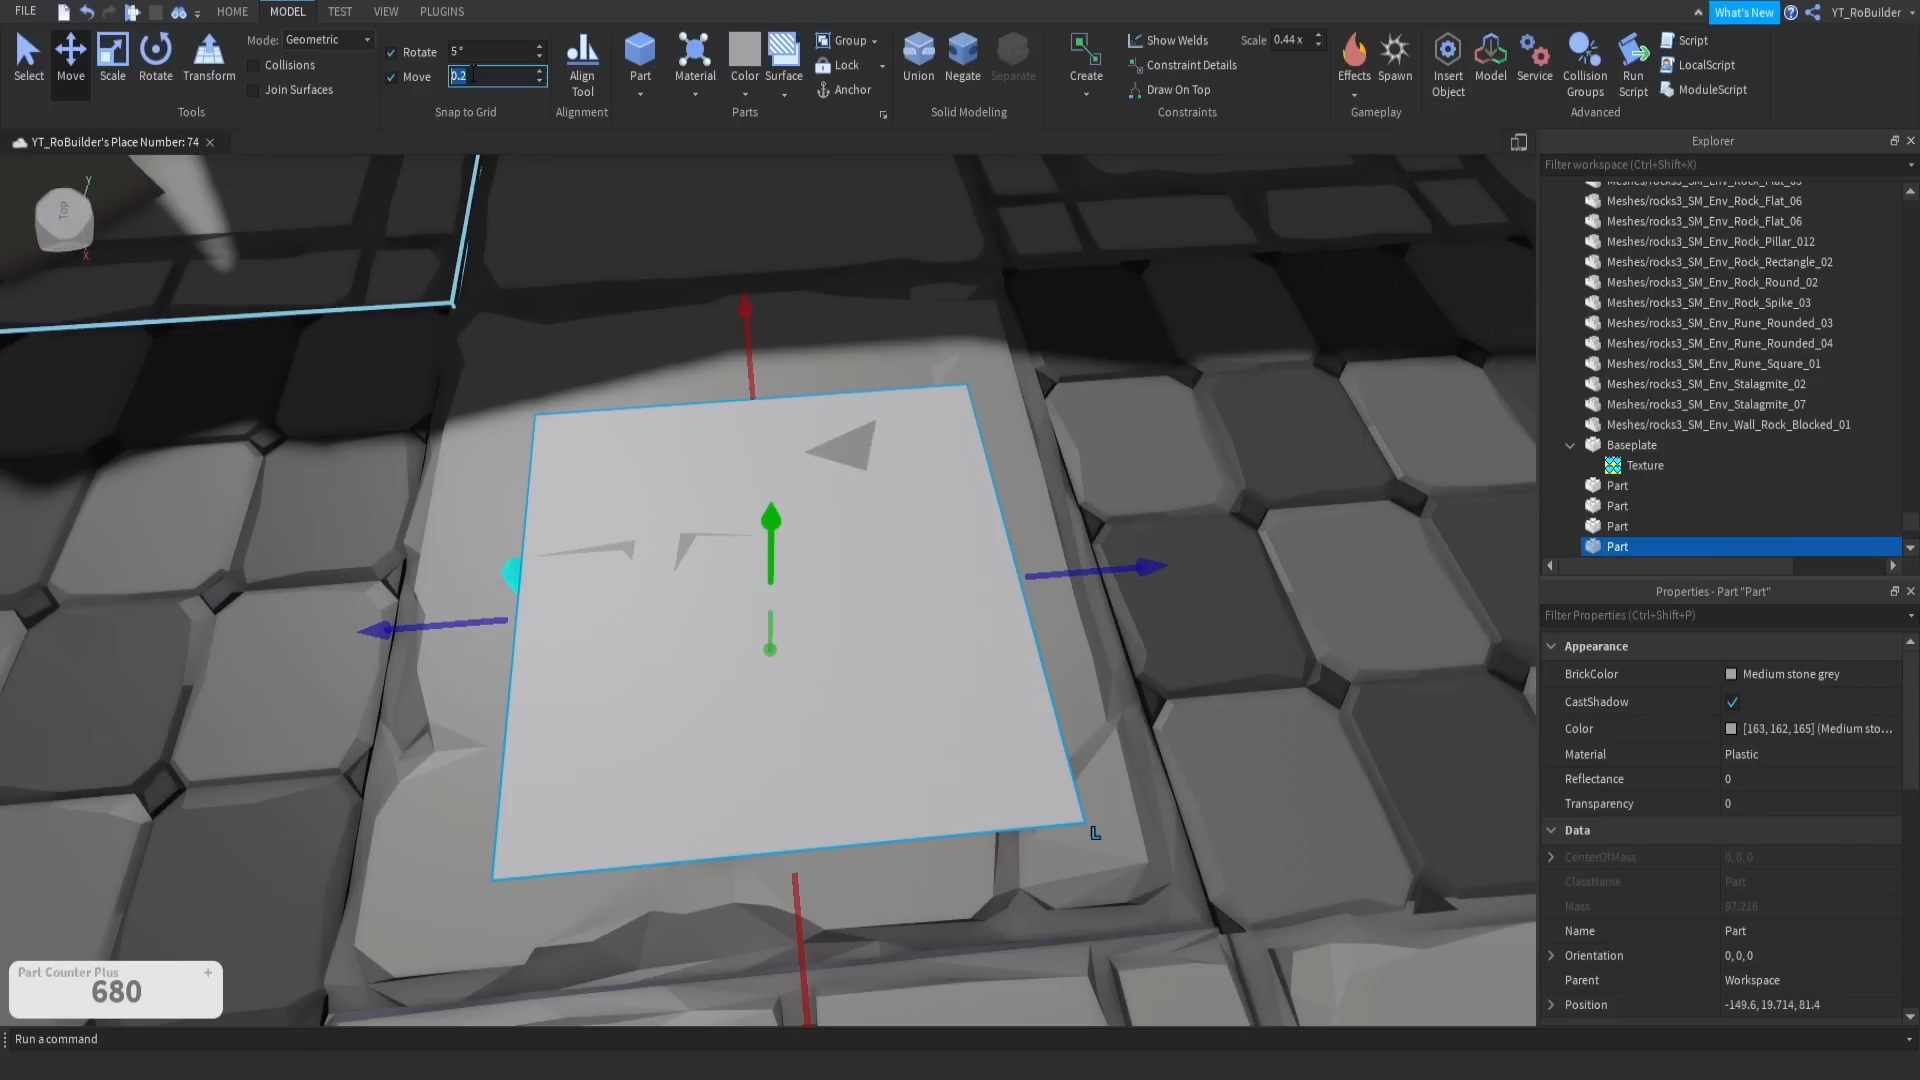 FILE
HOME
MODEL
TEST
VIEW
PLUGINS
What's New
YT_RoBuilder
Select
Move
Scale
Rotate
Transform
Mode:
Geometric
Collisions
Join Surfaces
Tools
Rotate
5 °
Move
0.2
Snap to Grid
Align
Tool
Alignment
Part
Material
Color
Surface
Group
Lock
Anchor
Parts
Union
Negate
Separate
Solid Modeling
Create
Show Welds
Constraint Details
Draw On Top
Scale
0.44 x
Constraints
Effects
Spawn
Gameplay
Insert
Object
Model
Service
Collision
Groups
Run
Script
Script
LocalScript
ModuleScript
Advanced
YT_RoBuilder's Place Number: 74
y
Top
x
L
Part Counter Plus
+
680
Explorer
Filter workspace (Ctrl+Shift+X)
Meshes/rocks3_SM_Env_Rock_Flat_03
Meshes/rocks3_SM_Env_Rock_Flat_06
Meshes/rocks3_SM_Env_Rock_Flat_06
Meshes/rocks3_SM_Env_Rock_Pillar_012
Meshes/rocks3_SM_Env_Rock_Rectangle_02
Meshes/rocks3_SM_Env_Rock_Round_02
Meshes/rocks3_SM_Env_Rock_Spike_03
Meshes/rocks3_SM_Env_Rune_Rounded_03
Meshes/rocks3_SM_Env_Rune_Rounded_04
Meshes/rocks3_SM_Env_Rune_Square_01
Meshes/rocks3_SM_Env_Stalagmite_02
Meshes/rocks3_SM_Env_Stalagmite_07
Meshes/rocks3_SM_Env_Wall_Rock_Blocked_01
Baseplate
Texture
Part
Part
Part
Part
Properties - Part "Part"
Filter Properties (Ctrl+Shift+P)
Appearance
BrickColor
Medium stone grey
CastShadow
Color
[163, 162, 165] (Medium sto...
Material
Plastic
Reflectance
0
Transparency
0
Data
CenterOfMass
0, 0, 0
ClassName
Part
Mass
97.216
Name
Part
Orientation
0, 0, 0
Parent
Workspace
Position
-149.6, 19.714, 81.4
Run a command